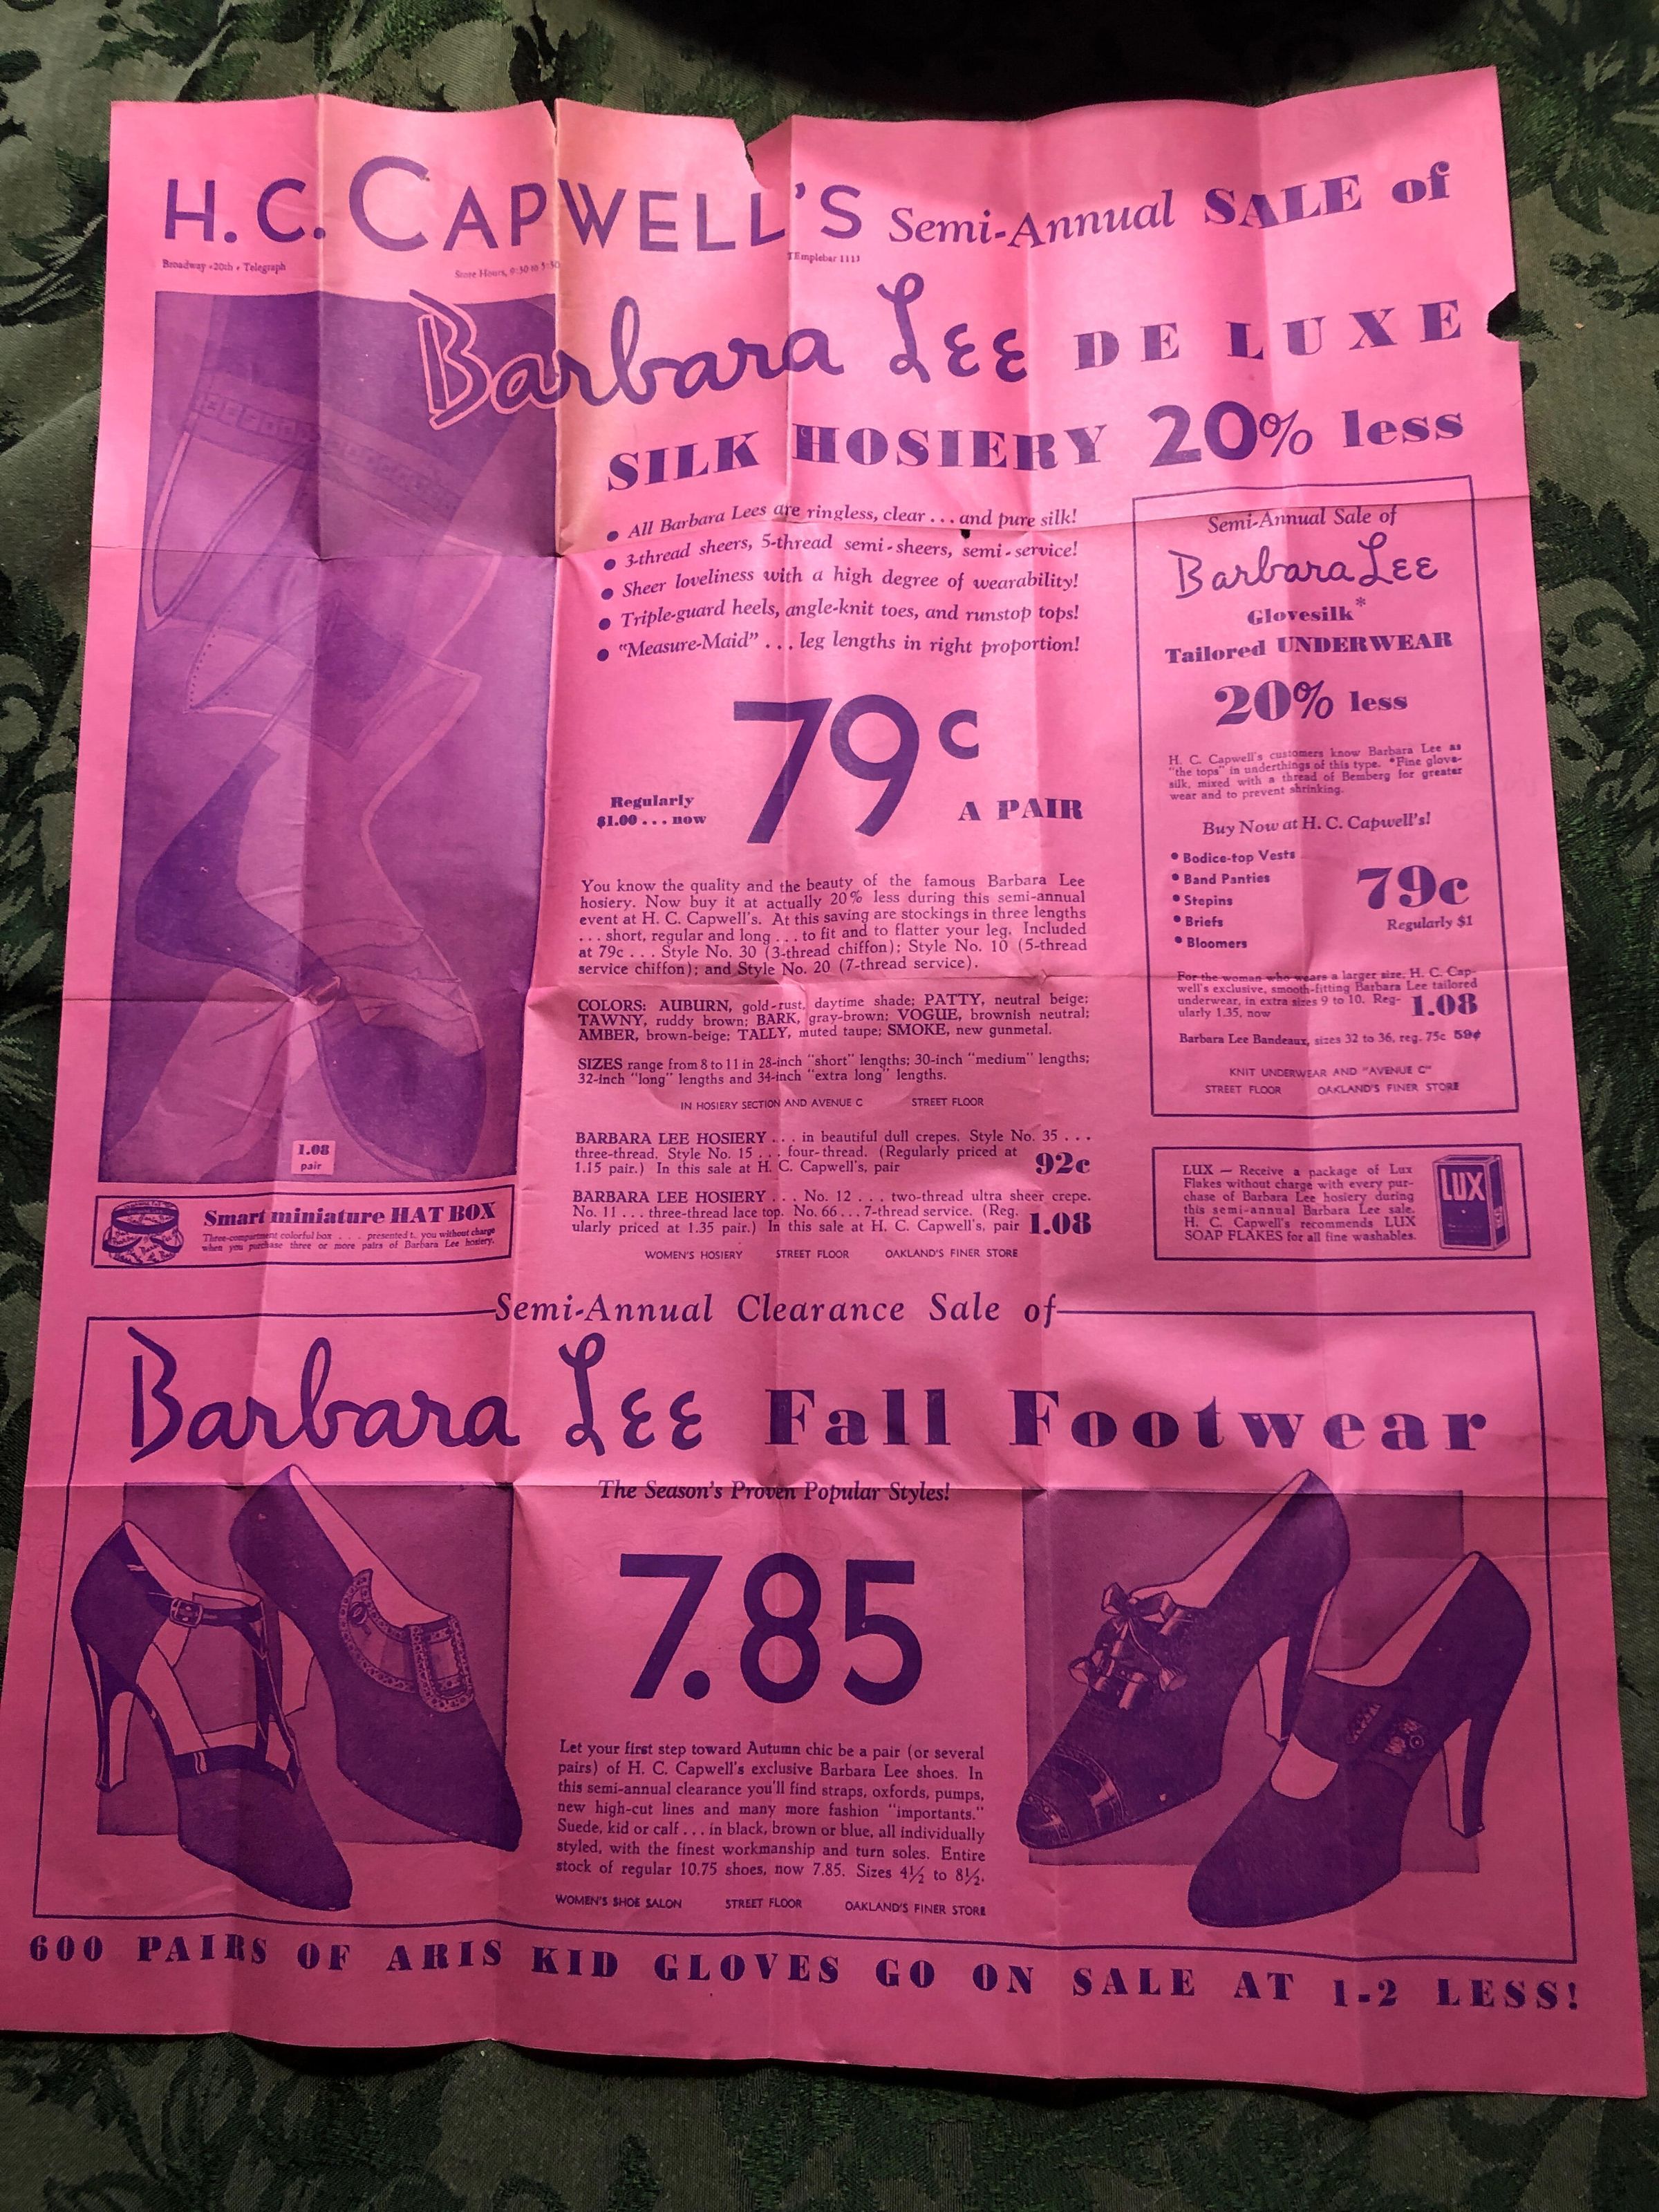 H. C. CAPWELL'S Semi-Annual SALE of
Broadway • 20th • Telegraph
Store Hours, 9:30 to 5:30
TEmplebar 1111
Barbara Lee DE LUXE
SILK HOSIERY 20% less
• All Barbara Lees are ringless, clear . . . and pure silk!
• 3-thread sheers, 5-thread semi-sheers, semi-service!
• Sheer loveliness with a high degree of wearability!
• Triple-guard heels, angle-knit toes, and runstop tops!
• "Measure-Maid" . . . leg lengths in right proportion!
Regularly
$1.00 . . . now
79c
A PAIR
You know the quality and the beauty of the famous Barbara Lee
hosiery. Now buy it at actually 20% less during this semi-annual
event at H. C. Capwell's. At this saving are stockings in three lengths
. . . short, regular and long . . . to fit and to flatter your leg. Included
at 79c . . . Style No. 30 (3-thread chiffon); Style No. 10 (5-thread
service chiffon); and Style No. 20 (7-thread service).
COLORS: AUBURN, gold-rust, daytime shade; PATTY, neutral beige;
TAWNY, ruddy brown; BARK, gray-brown; VOGUE, brownish neutral;
AMBER, brown-beige; TALLY, muted taupe; SMOKE, new gunmetal.
SIZES range from 8 to 11 in 28-inch "short" lengths; 30-inch "medium" lengths;
32-inch "long" lengths and 34-inch "extra long" lengths.
IN HOSIERY SECTION AND AVENUE C STREET FLOOR
BARBARA LEE HOSIERY . . . in beautiful dull crepes. Style No. 35 . . .
three-thread. Style No. 15 . . . four-thread. (Regularly priced at
1.15 pair.) In this sale at H. C. Capwell's, pair 92c
BARBARA LEE HOSIERY . . . No. 12 . . . two-thread ultra sheer crepe.
No. 11 . . . three-thread lace top. No. 66 . . . 7-thread service. (Reg-
ularly priced at 1.35 pair.) In this sale at H. C. Capwell's, pair 1.08
WOMEN'S HOSIERY STREET FLOOR OAKLAND'S FINER STORE
1.08
pair
Smart miniature HAT BOX
Three-compartment colorful box . . . . presented to you without charge
when you purchase three or more pairs of Barbara Lee hosiery.
Semi-Annual Sale of
Barbara Lee
Glovesilk*
Tailored UNDERWEAR
20% less
H. C. Capwell's customers know Barbara Lee as
"the tops" in underthings of this type. *Fine glove-
silk, mixed with a thread of Bemberg for greater
wear and to prevent shrinking.
Buy Now at H. C. Capwell's!
• Bodice-top Vests
• Band Panties
• Stepins
• Briefs
• Bloomers
79c
Regularly $1
For the woman who wears a larger size, H. C. Cap-
well's exclusive, smooth-fitting Barbara Lee tailored
underwear, in extra sizes 9 to 10. Reg-
ularly 1.35, now 1.08
Barbara Lee Bandeaux, sizes 32 to 36, reg. 75c 59¢
KNIT UNDERWEAR AND "AVENUE C"
STREET FLOOR OAKLAND'S FINER STORE
LUX — Receive a package of Lux
Flakes without charge with every pur-
chase of Barbara Lee hosiery during
this semi-annual Barbara Lee sale.
H. C. Capwell's recommends LUX
SOAP FLAKES for all fine washables.
LUX
Semi-Annual Clearance Sale of
Barbara Lee Fall Footwear
The Season's Proven Popular Styles!
7.85
Let your first step toward Autumn chic be a pair (or several
pairs) of H. C. Capwell's exclusive Barbara Lee shoes. In
this semi-annual clearance you'll find straps, oxfords, pumps,
new high-cut lines and many more fashion "importants."
Suede, kid or calf . . . in black, brown or blue, all individually
styled, with the finest workmanship and turn soles. Entire
stock of regular 10.75 shoes, now 7.85. Sizes 4½ to 8½.
WOMEN'S SHOE SALON STREET FLOOR OAKLAND'S FINER STORE
600 PAIRS OF ARIS KID GLOVES GO ON SALE AT 1-2 LESS!